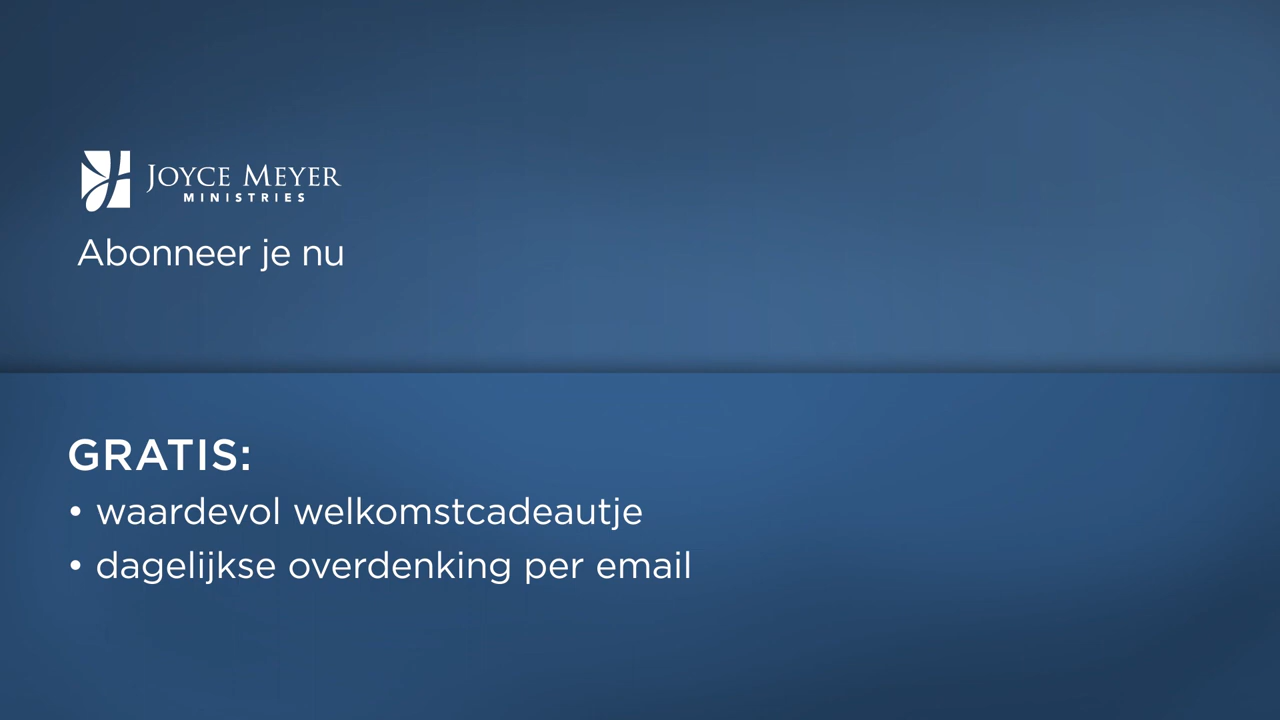 JOYCE MEYER
MINISTRIES
Abonneer je nu
GRATIS:
• waardevol welkomstcadeautje
• dagelijkse overdenking per email